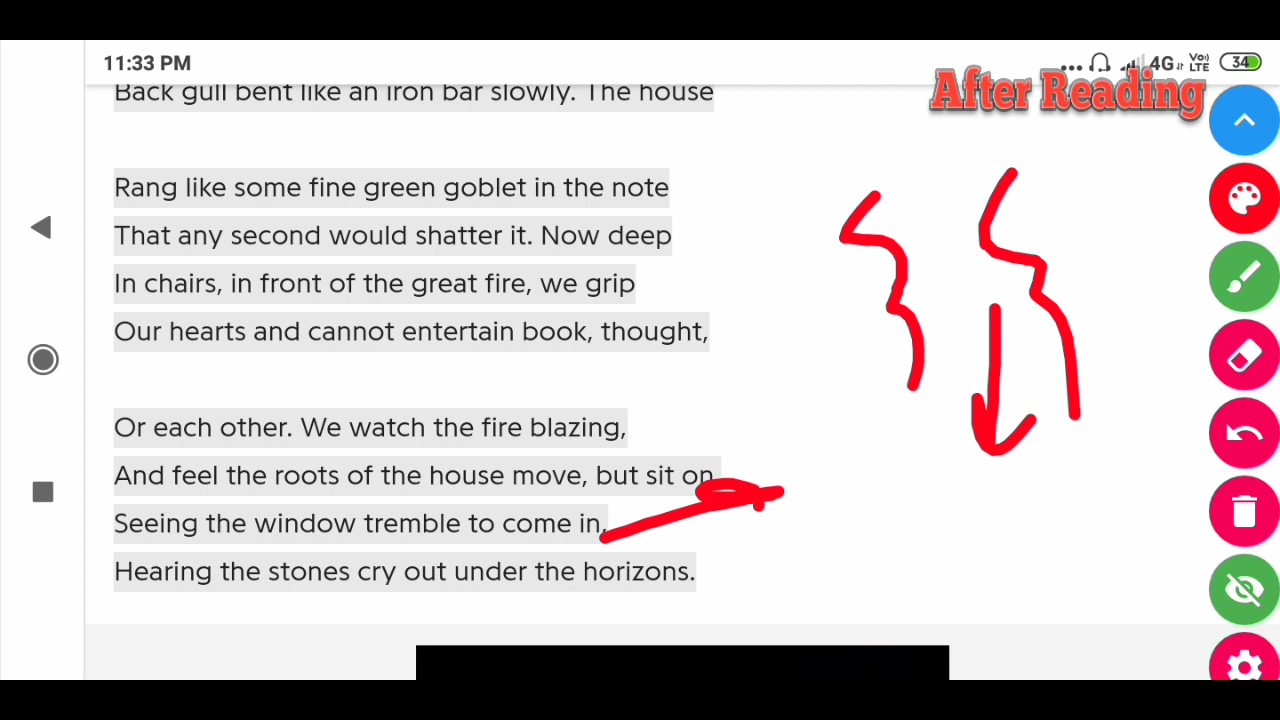 11:33 PM
4G
Vo) LTE
34
After Reading
Back gull bent like an iron bar slowly. The house
Rang like some fine green goblet in the note
That any second would shatter it. Now deep
In chairs, in front of the great fire, we grip
Our hearts and cannot entertain book, thought,
Or each other. We watch the fire blazing,
And feel the roots of the house move, but sit on,
Seeing the window tremble to come in,
Hearing the stones cry out under the horizons.